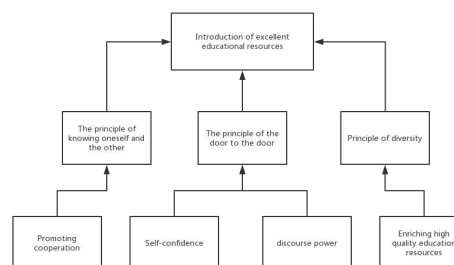 Introduction of excellent
educational resources
The principle of
knowing oneself and
the other
The principle of the
door to the door
Principle of diversity
Promoting
cooperation
Self-confidence
discourse power
Enriching high
quality education
resources